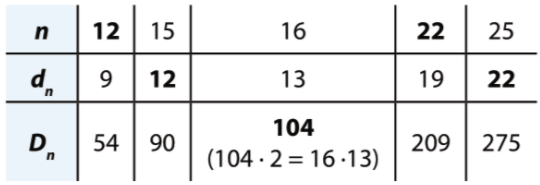 n 12 15 16 22 25
dₙ 9 12 13 19 22
Dₙ 54 90 104 209 275
(104 · 2 = 16 ·13)